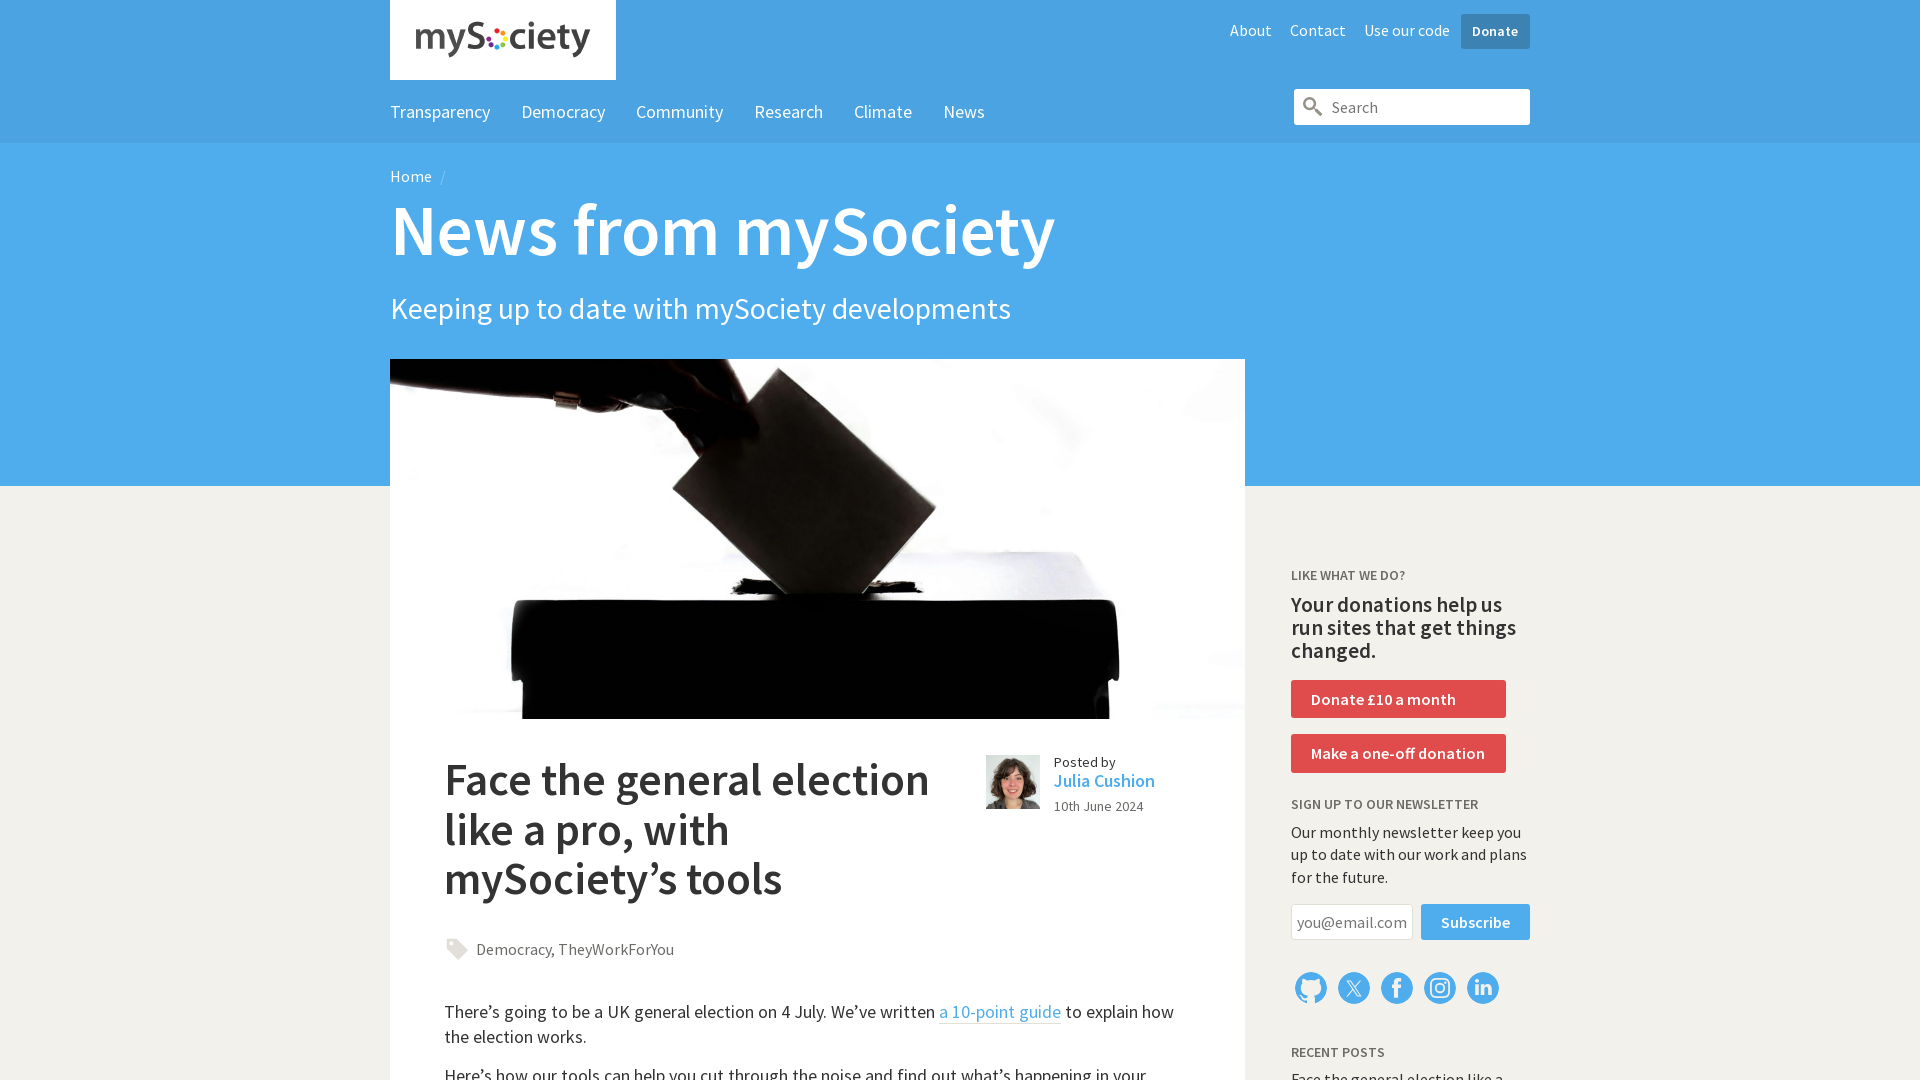 mySociety
About
Contact
Use our code
Donate
Transparency
Democracy
Community
Research
Climate
News
Search
Home /
News from mySociety
Keeping up to date with mySociety developments
Face the general election
like a pro, with
mySociety’s tools
Posted by
Julia Cushion
10th June 2024
Democracy, TheyWorkForYou
There’s going to be a UK general election on 4 July. We’ve written a 10-point guide to explain how
the election works.
Here’s how our tools can help you cut through the noise and find out what’s happening in your
LIKE WHAT WE DO?
Your donations help us
run sites that get things
changed.
Donate £10 a month
Make a one-off donation
SIGN UP TO OUR NEWSLETTER
Our monthly newsletter keep you
up to date with our work and plans
for the future.
you@email.com
Subscribe
RECENT POSTS
Face the general election like a